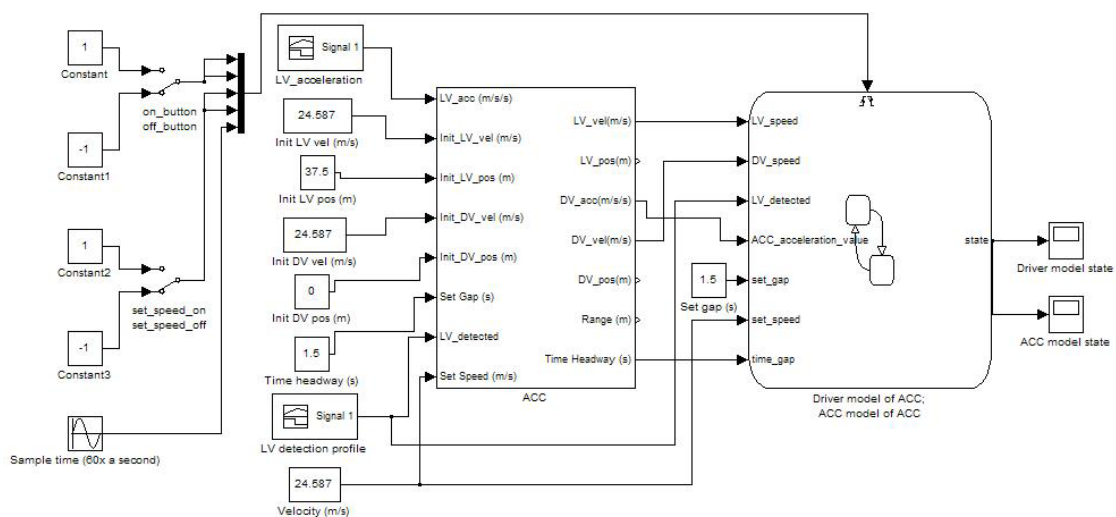 1
Constant
-1
Constant1
on_button
off_button
1
Constant2
-1
Constant3
set_speed_on
set_speed_off
Sample time (60x a second)
Signal 1
LV_acceleration
24.587
Init LV vel (m/s)
37.5
Init LV pos (m)
24.587
Init DV vel (m/s)
0
Init DV pos (m)
1.5
Time headway (s)
Signal 1
LV detection profile
24.587
Velocity (m/s)
LV_acc (m/s/s)
Init_LV_vel (m/s)
Init_LV_pos (m)
Init_DV_vel (m/s)
Init_DV_pos (m)
Set Gap (s)
LV_detected
Set Speed (m/s)
LV_vel(m/s)
LV_pos(m)
DV_acc(m/s/s)
DV_vel(m/s)
DV_pos(m)
Range (m)
Time Headway (s)
ACC
1.5
Set gap (s)
LV_speed
DV_speed
LV_detected
ACC_acceleration_value
set_gap
set_speed
time_gap
state
Driver model of ACC;
ACC model of ACC
Driver model state
ACC model state